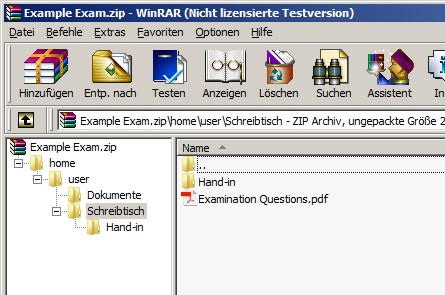 Example Exam.zip - WinRAR (Nicht lizensierte Testversion)
Datei Befehle Extras Favoriten Optionen Hilfe
Hinzufügen Entp. nach Testen Anzeigen Löschen Suchen Assistent In
Example Exam.zip\home\user\Schreibtisch - ZIP Archiv, ungepackte Größe 2
Example Exam.zip
home
user
Dokumente
Schreibtisch
Hand-in
Name
..
Hand-in
Examination Questions.pdf